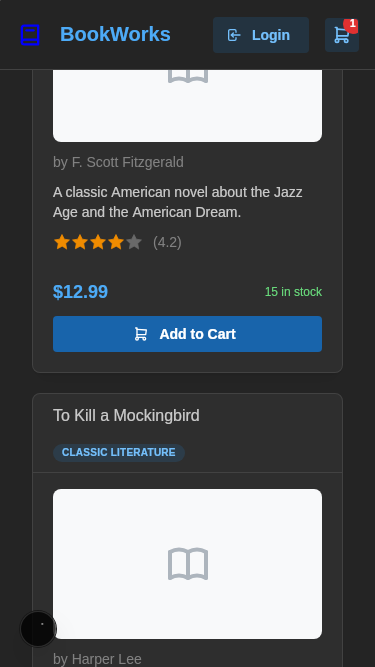 BookWorks
Login
1
by F. Scott Fitzgerald
A classic American novel about the Jazz
Age and the American Dream.
(4.2)
$12.99
15 in stock
Add to Cart
To Kill a Mockingbird
CLASSIC LITERATURE
by Harper Lee